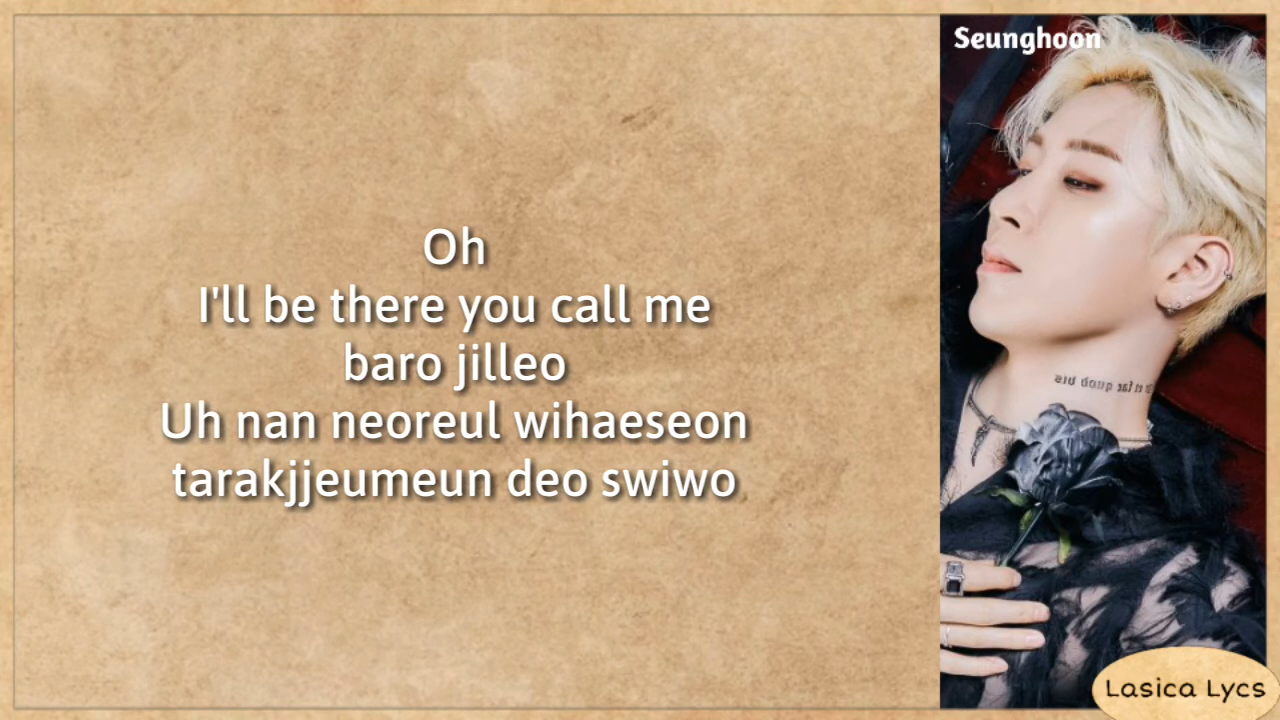 Seunghoon
Oh
I'll be there you call me
baro jilleo
Uh nan neoreul wihaeseon
tarakjjeumeun deo swiwo
Lasica Lycs